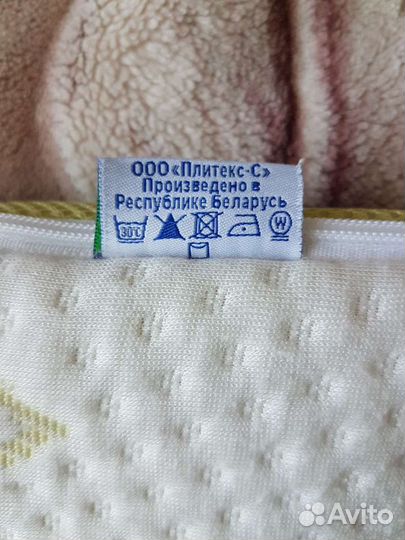 ООО «Плитекс-С»
Произведено в
Республике Беларусь
30°C W
Avito